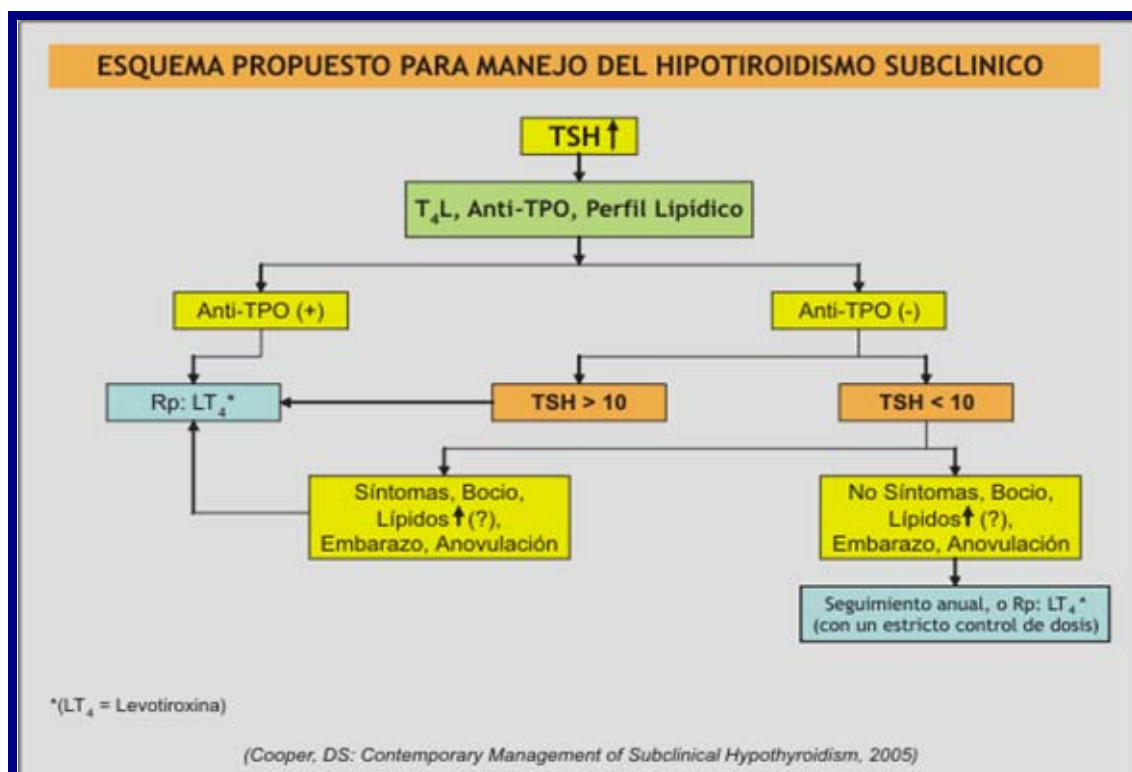 ESQUEMA PROPUESTO PARA MANEJO DEL HIPOTIROIDISMO SUBCLINICO
TSH↑
T₄L, Anti-TPO, Perfil Lipídico
Anti-TPO (+)
Anti-TPO (-)
Rp: LT₄*
TSH > 10
TSH < 10
Síntomas, Bocio,
Lípidos↑(?),
Embarazo, Anovulación
No Síntomas, Bocio,
Lípidos↑(?),
Embarazo, Anovulación
Seguimiento anual, o Rp: LT₄*
(con un estricto control de dosis)
*(LT₄ = Levotiroxina)
(Cooper, DS: Contemporary Management of Subclinical Hypothyroidism, 2005)